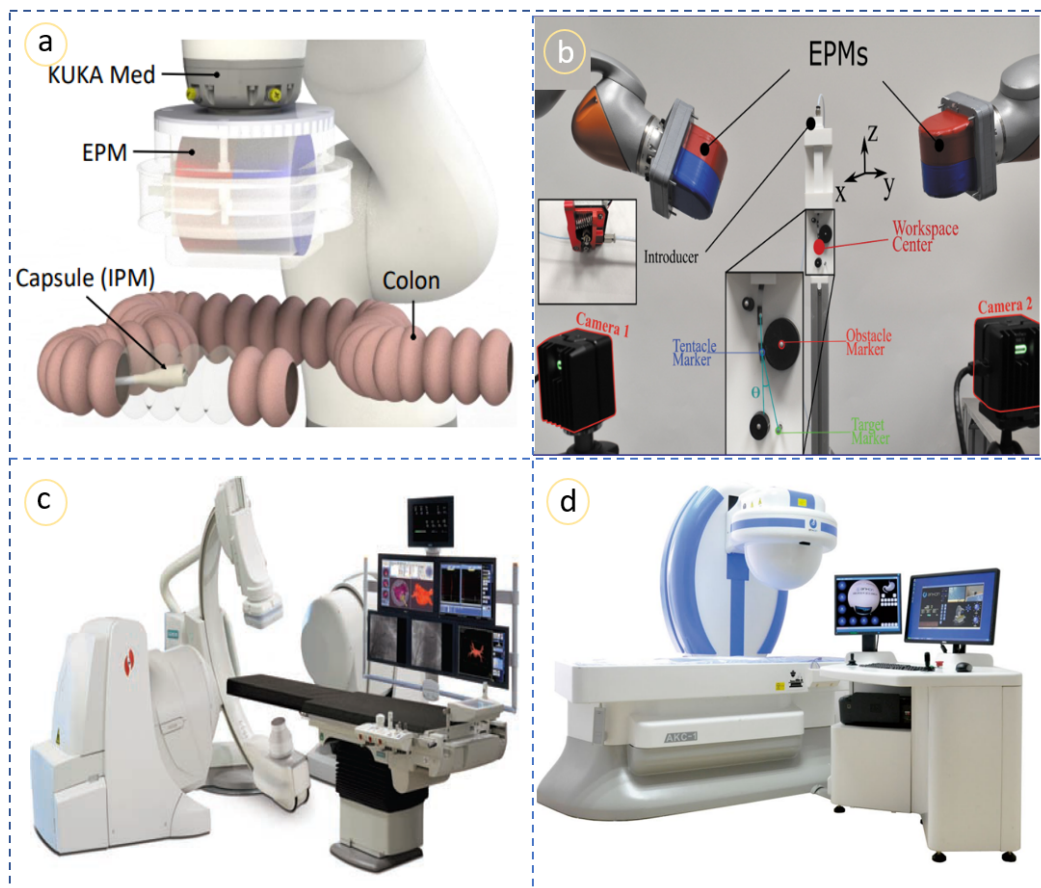 a
KUKA Med
EPM
Capsule (IPM)
Colon
b
EPMs
z
x
y
Introducer
Workspace
Center
Camera 1
Camera 2
Tentacle
Marker
Obstacle
Marker
Θ
Target
Marker
c
d
AKC-1